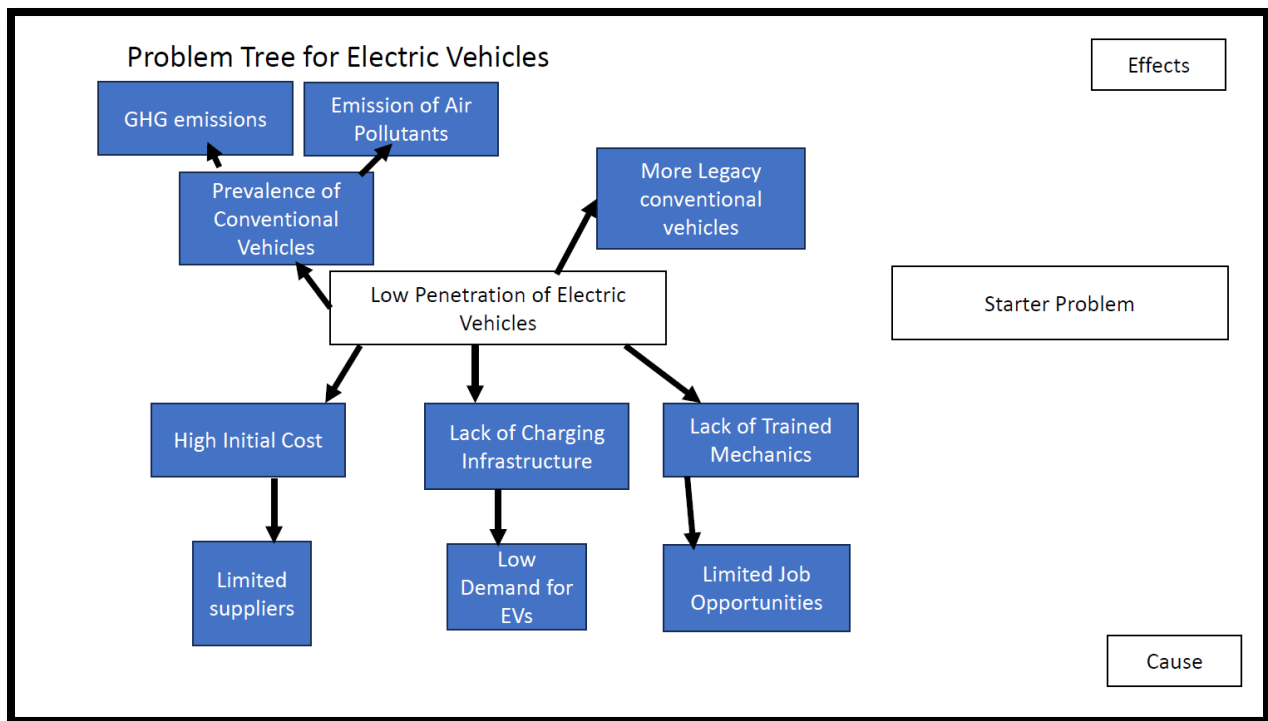 Problem Tree for Electric Vehicles
Effects
GHG emissions
Emission of Air
Pollutants
More Legacy
conventional
vehicles
Prevalence of
Conventional
Vehicles
Low Penetration of Electric
Vehicles
Starter Problem
High Initial Cost
Lack of Charging
Infrastructure
Lack of Trained
Mechanics
Limited
suppliers
Low
Demand for
EVs
Limited Job
Opportunities
Cause